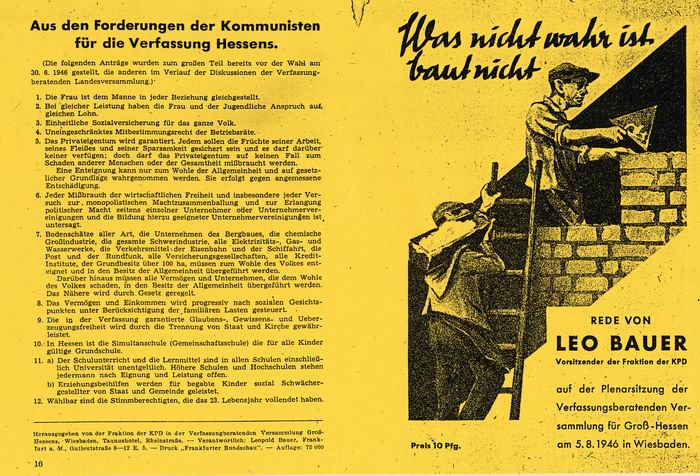 Aus den Forderungen der Kommunisten
für die Verfassung Hessens.
(Die folgenden Anträge wurden zum großen Teil bereits vor der Wahl am
30. 6. 1946 gestellt, die anderen im Verlauf der Diskussionen der Verfassung-
beratenden Landesversammlung.)
1. Die Frau ist dem Manne in jeder Beziehung gleichgestellt.
2. Bei gleicher Leistung haben die Frau und der Jugendliche Anspruch auf
gleichen Lohn.
3. Einheitliche Sozialversicherung für das ganze Volk.
4. Uneingeschränktes Mitbestimmungsrecht der Betriebsräte.
5. Das Privateigentum wird garantiert. Jedem sollen die Früchte seiner Arbeit,
seines Fleißes und seiner Sparsamkeit gesichert sein und es darf darüber
keiner verfügen; doch darf das Privateigentum auf keinen Fall zum
Schaden anderer Menschen oder der Gesamtheit mißbraucht werden.
Eine Enteignung kann nur zum Wohle der Allgemeinheit und auf gesetz-
licher Grundlage wahrgenommen werden. Sie erfolgt gegen angemessene
Entschädigung.
6. Jeder Mißbrauch der wirtschaftlichen Freiheit und insbesondere jeder Ver-
such zur monopolistischen Machtzusammenballung und zur Erlangung
politischer Macht seitens einzelner Unternehmer oder Unternehmerver-
einigungen und die Bildung hierzu geeigneter Unternehmervereinigungen ist
untersagt.
7. Bodenschätze aller Art, die Unternehmen des Bergbaues, die chemische
Großindustrie, die gesamte Schwerindustrie, alle Elektrizitäts-, Gas- und
Wasserwerke, die Verkehrsmittel der Eisenbahn und der Schiffahrt, die
Post und der Rundfunk, alle Versicherungsgesellschaften, alle Kredit-
Institute, der Grundbesitz über 100 ha, müssen zum Wohle des Volkes ent-
eignet und in den Besitz der Allgemeinheit übergeführt werden.
Darüber hinaus müssen alle Vermögen und Unternehmen, die dem Wohle
des Volkes schaden, in den Besitz der Allgemeinheit übergeführt werden.
Das Nähere wird durch Gesetz geregelt.
8. Das Vermögen und Einkommen wird progressiv nach sozialen Gesichts-
punkten unter Berücksichtigung der familiären Lasten gesteuert.
9. Die in der Verfassung garantierte Glaubens-, Gewissens- und Ueber-
zeugungsfreiheit wird durch die Trennung von Staat und Kirche gewähr-
leistet.
10. In Hessen ist die Simultanschule (Gemeinschaftsschule) die für alle Kinder
gültige Grundschule.
11. a) Der Schulunterricht und die Lernmittel sind in allen Schulen einschließ-
lich Universität unentgeltlich. Höhere Schulen und Hochschulen stehen
jedermann nach Eignung und Leistung offen.
b) Erziehungsbeihilfen werden für begabte Kinder sozial Schwächer-
gestellter von Staat und Gemeinde geleistet.
12. Wählbar sind die Stimmberechtigten, die das 23. Lebensjahr vollendet haben.
Herausgegeben von der Fraktion der KPD in der Verfassungberatenden Versammlung Groß-
Hessens, Wiesbaden, Taunushotel, Rheinstraße. — Verantwortlich: Leopold Bauer, Frank-
furt a. M., Gutleutstraße 8—12 E. 3. — Druck „Frankfurter Rundschau". — Auflage: 75 000
16
Was nicht wahr ist
baut nicht
REDE VON
LEO BAUER
Vorsitzender der Fraktion der KPD
auf der Plenarsitzung der
Verfassungsberatenden Ver-
sammlung für Groß-Hessen
am 5. 8. 1946 in Wiesbaden.
Preis 10 Pfg.